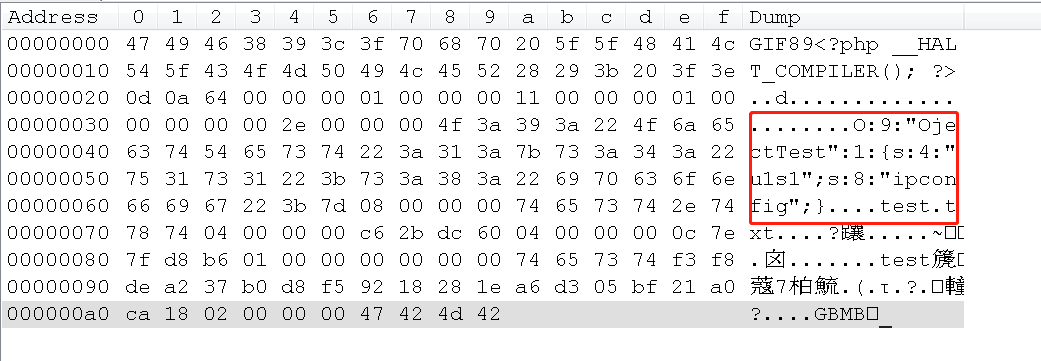 Address 0 1 2 3 4 5 6 7 8 9 a b c d e f Dump
00000000 47 49 46 38 39 3c 3f 70 68 70 20 5f 5f 48 41 4c GIF89<?php __HAL
00000010 54 5f 43 4f 4d 50 49 4c 45 52 28 29 3b 20 3f 3e T_COMPILER(); ?>
00000020 0d 0a 64 00 00 00 01 00 00 00 11 00 00 00 01 00 ..d.............
00000030 00 00 00 00 2e 00 00 00 4f 3a 39 3a 22 4f 6a 65 ........O:9:"Oje
00000040 63 74 54 65 73 74 22 3a 31 3a 7b 73 3a 34 3a 22 ctTest":1:{s:4:"
00000050 75 31 73 31 22 3b 73 3a 38 3a 22 69 70 63 6f 6e u1s1";s:8:"ipcon
00000060 66 69 67 22 3b 7d 08 00 00 00 74 65 73 74 2e 74 fig";}....test.t
00000070 78 74 04 00 00 00 c6 2b dc 60 04 00 00 00 0c 7e xt....?躟.....~□
00000080 7f d8 b6 01 00 00 00 00 00 00 74 65 73 74 f3 f8 .囟.......test篪□
00000090 de a2 37 b0 d8 f5 92 18 28 1e a6 d3 05 bf 21 a0 蔻7柏鯍.(.τ.?.□
000000a0 ca 18 02 00 00 00 47 42 4d 42 ?....GBMB□_